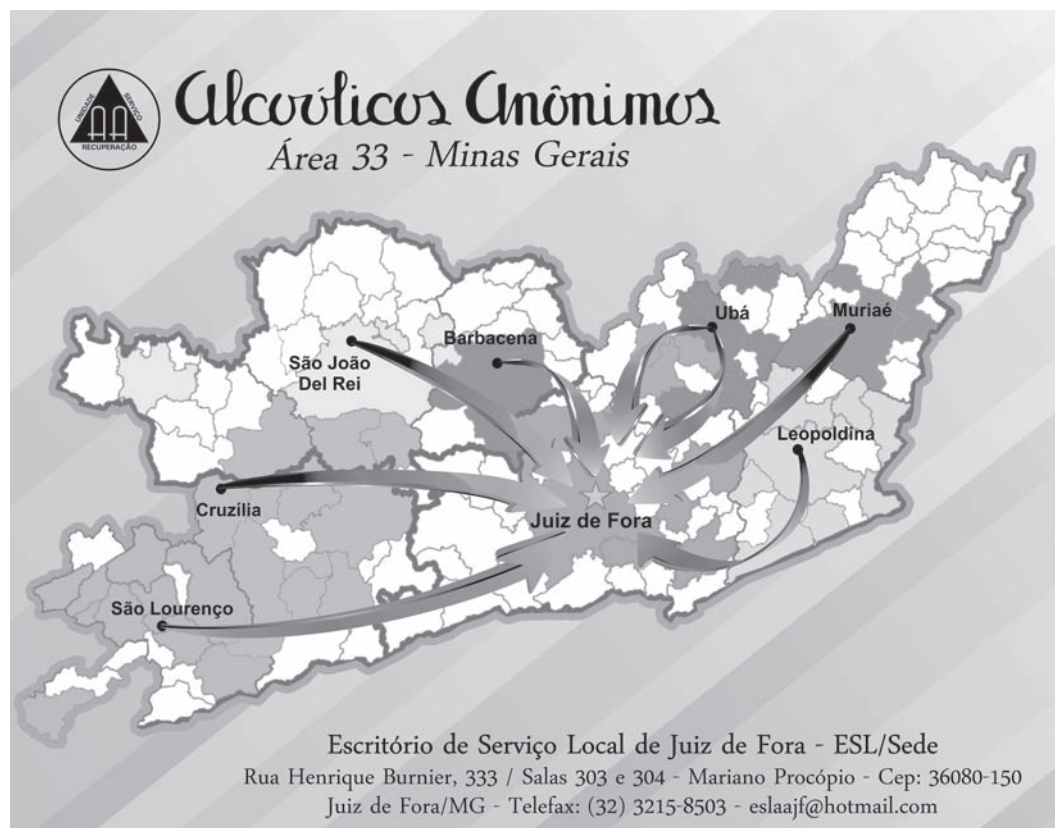 UNIDADE
SERVIÇO
AA
RECUPERAÇÃO
Alcoólicos Anônimos
Área 33 - Minas Gerais
Ubá
Muriaé
Barbacena
São João
Del Rei
Leopoldina
Cruzília
Juiz de Fora
São Lourenço
Escritório de Serviço Local de Juiz de Fora - ESL/Sede
Rua Henrique Burnier, 333 / Salas 303 e 304 - Mariano Procópio - Cep: 36080-150
Juiz de Fora/MG - Telefax: (32) 3215-8503 - eslaajf@hotmail.com